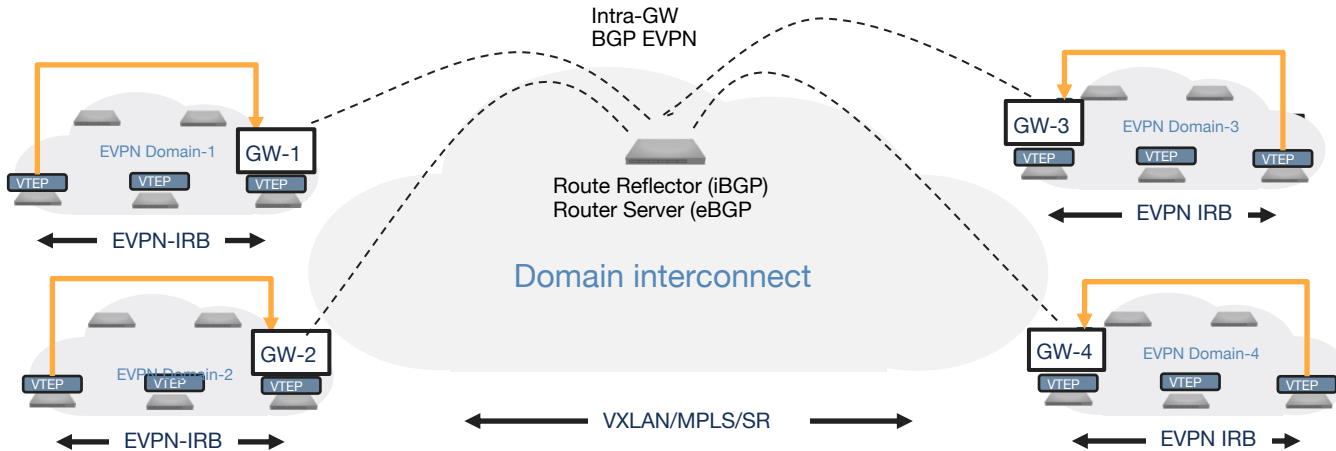 Intra-GW
BGP EVPN
EVPN Domain-1
GW-1
VTEP
VTEP
VTEP
EVPN-IRB
GW-3
EVPN Domain-3
VTEP
VTEP
VTEP
EVPN IRB
Route Reflector (iBGP)
Router Server (eBGP
Domain interconnect
EVPN Domain-2
GW-2
VTEP
VTEP
VTEP
EVPN-IRB
GW-4
EVPN Domain-4
VTEP
VTEP
VTEP
EVPN IRB
VXLAN/MPLS/SR